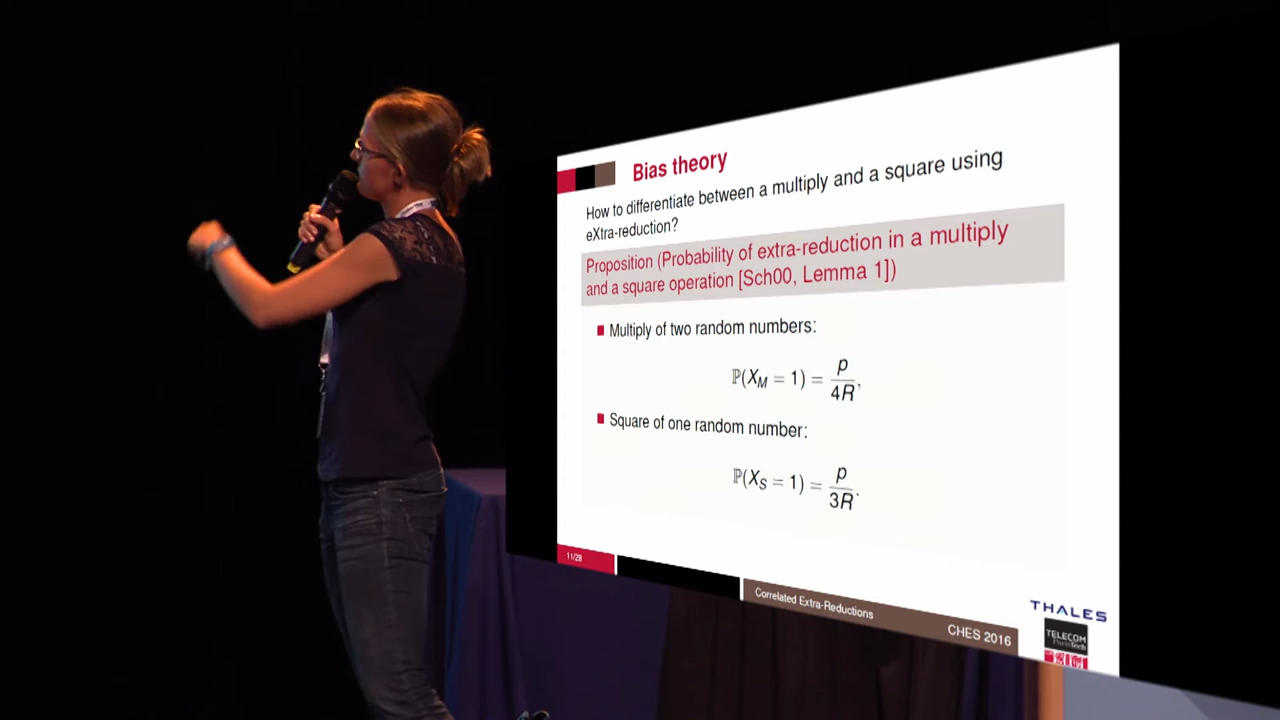 Bias theory
How to differentiate between a multiply and a square using
eXtra-reduction?
Proposition (Probability of extra-reduction in a multiply
and a square operation [Sch00, Lemma 1])
Multiply of two random numbers:
ℙ(X_M = 1) = p/4R,
Square of one random number:
ℙ(X_S = 1) = p/3R.
11/28
Correlated Extra-Reductions
CHES 2016
THALES
TELECOM
ParisTech